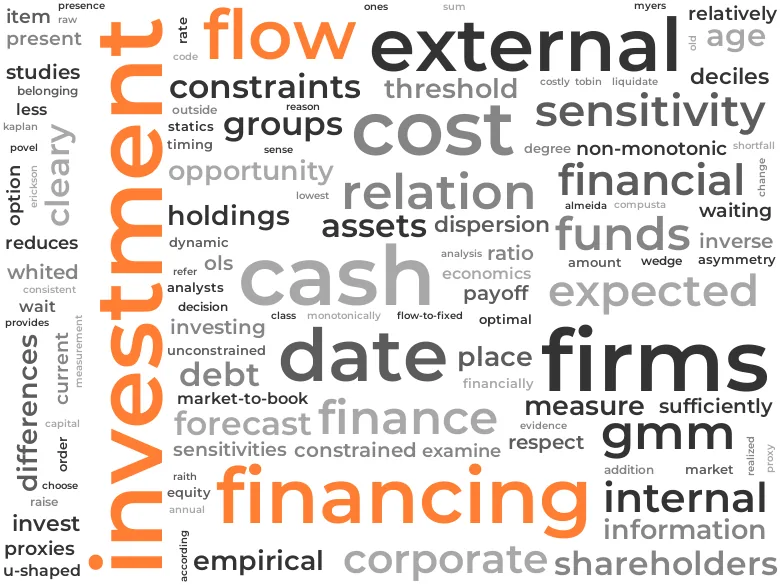 presence
ones
sum
myers
item
raw
present
rate
flow
external
relatively
old
age
code
studies
belonging
constraints
threshold
costly
tobin
liquidate
deciles
less
outside
reason
groups
cost
sensitivity
kaplan
statics
timing
sense
degree
non-monotonic
shortfall
povel
cleary
investment
opportunity
lowest
relation
financial
change
option
erickson
holdings
assets
dispersion
almeida
compusta
waiting
reduces
dynamic
funds
inverse
whited
refer
ols
cash
analysis
ratio
amount
wedge
asymmetry
consistent
analysts
economics
wait
decision
payoff
expected
provides
class
monotonically
flow-to-fixed
optimal
differences
current
measurement
investing
unconstrained
date
place
firms
debt
financially
market-to-book
measure
sufficiently
capital
forecast
finance
evidence
gmm
order
sensitivities
constrained
examine
respect
realized
proxy
choose
raith
equity
annual
financing
addition
market
raise
internal
invest
information
proxies
according
empirical
corporate
shareholders
u-shaped